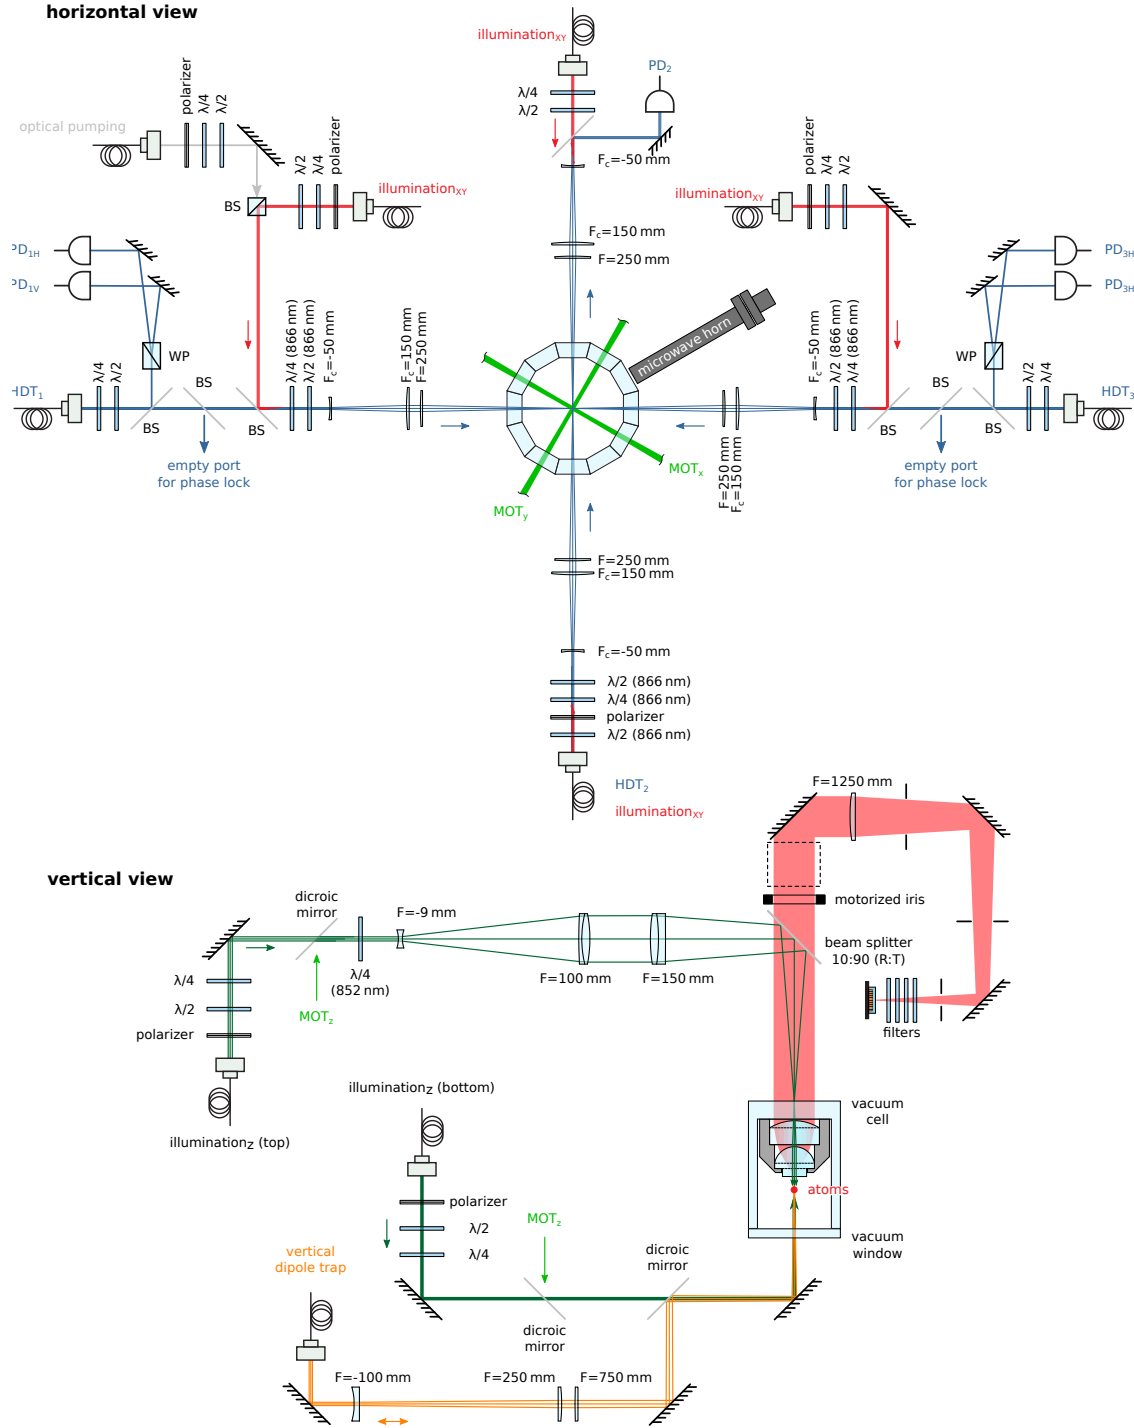 horizontal view
illumination_XY
PD_2
λ/4
λ/2
polarizer
λ/4
λ/2
optical pumping
F_c=-50 mm
λ/2
λ/4
polarizer
illumination_XY
BS
illumination_XY
polarizer
λ/4
λ/2
F_c=150 mm
F=250 mm
PD_1H
PD_1V
PD_3H
PD_3H
microwave horn
WP
λ/4 (866 nm)
λ/2 (866 nm)
F_c=-50 mm
F_c=150 mm
F=250 mm
F_c=-50 mm
λ/2 (866 nm)
λ/4 (866 nm)
WP
HDT_1
λ/4
λ/2
BS
BS
BS
BS
BS
BS
λ/2
λ/4
HDT_3
empty port
for phase lock
MOT_x
MOT_y
F=250 mm
F_c=150 mm
empty port
for phase lock
F=250 mm
F_c=150 mm
F_c=-50 mm
λ/2 (866 nm)
λ/4 (866 nm)
polarizer
λ/2 (866 nm)
HDT_2
illumination_XY
vertical view
F=1250 mm
motorized iris
dicroic
mirror
F=-9 mm
beam splitter
10:90 (R:T)
λ/4
λ/2
polarizer
MOT_z
λ/4
(852 nm)
F=100 mm
F=150 mm
filters
illumination_Z (top)
illumination_Z (bottom)
vacuum
cell
atoms
vacuum
window
polarizer
λ/2
λ/4
MOT_z
dicroic
mirror
vertical
dipole trap
dicroic
mirror
F=-100 mm
F=250 mm
F=750 mm